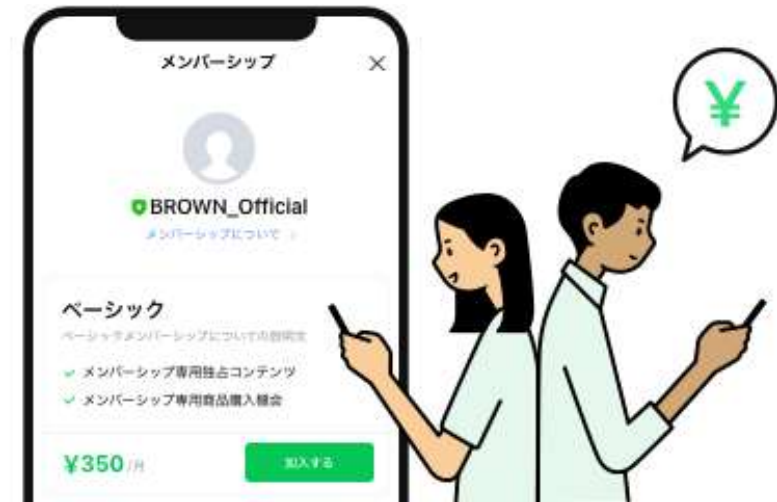 メンバーシップ
BROWN_Official
メンバーシップについて
¥
ベーシック
ベーシックメンバーシップについての説明文
メンバーシップ専用独占コンテンツ
メンバーシップ専用商品購入機会
¥350/月
加入する